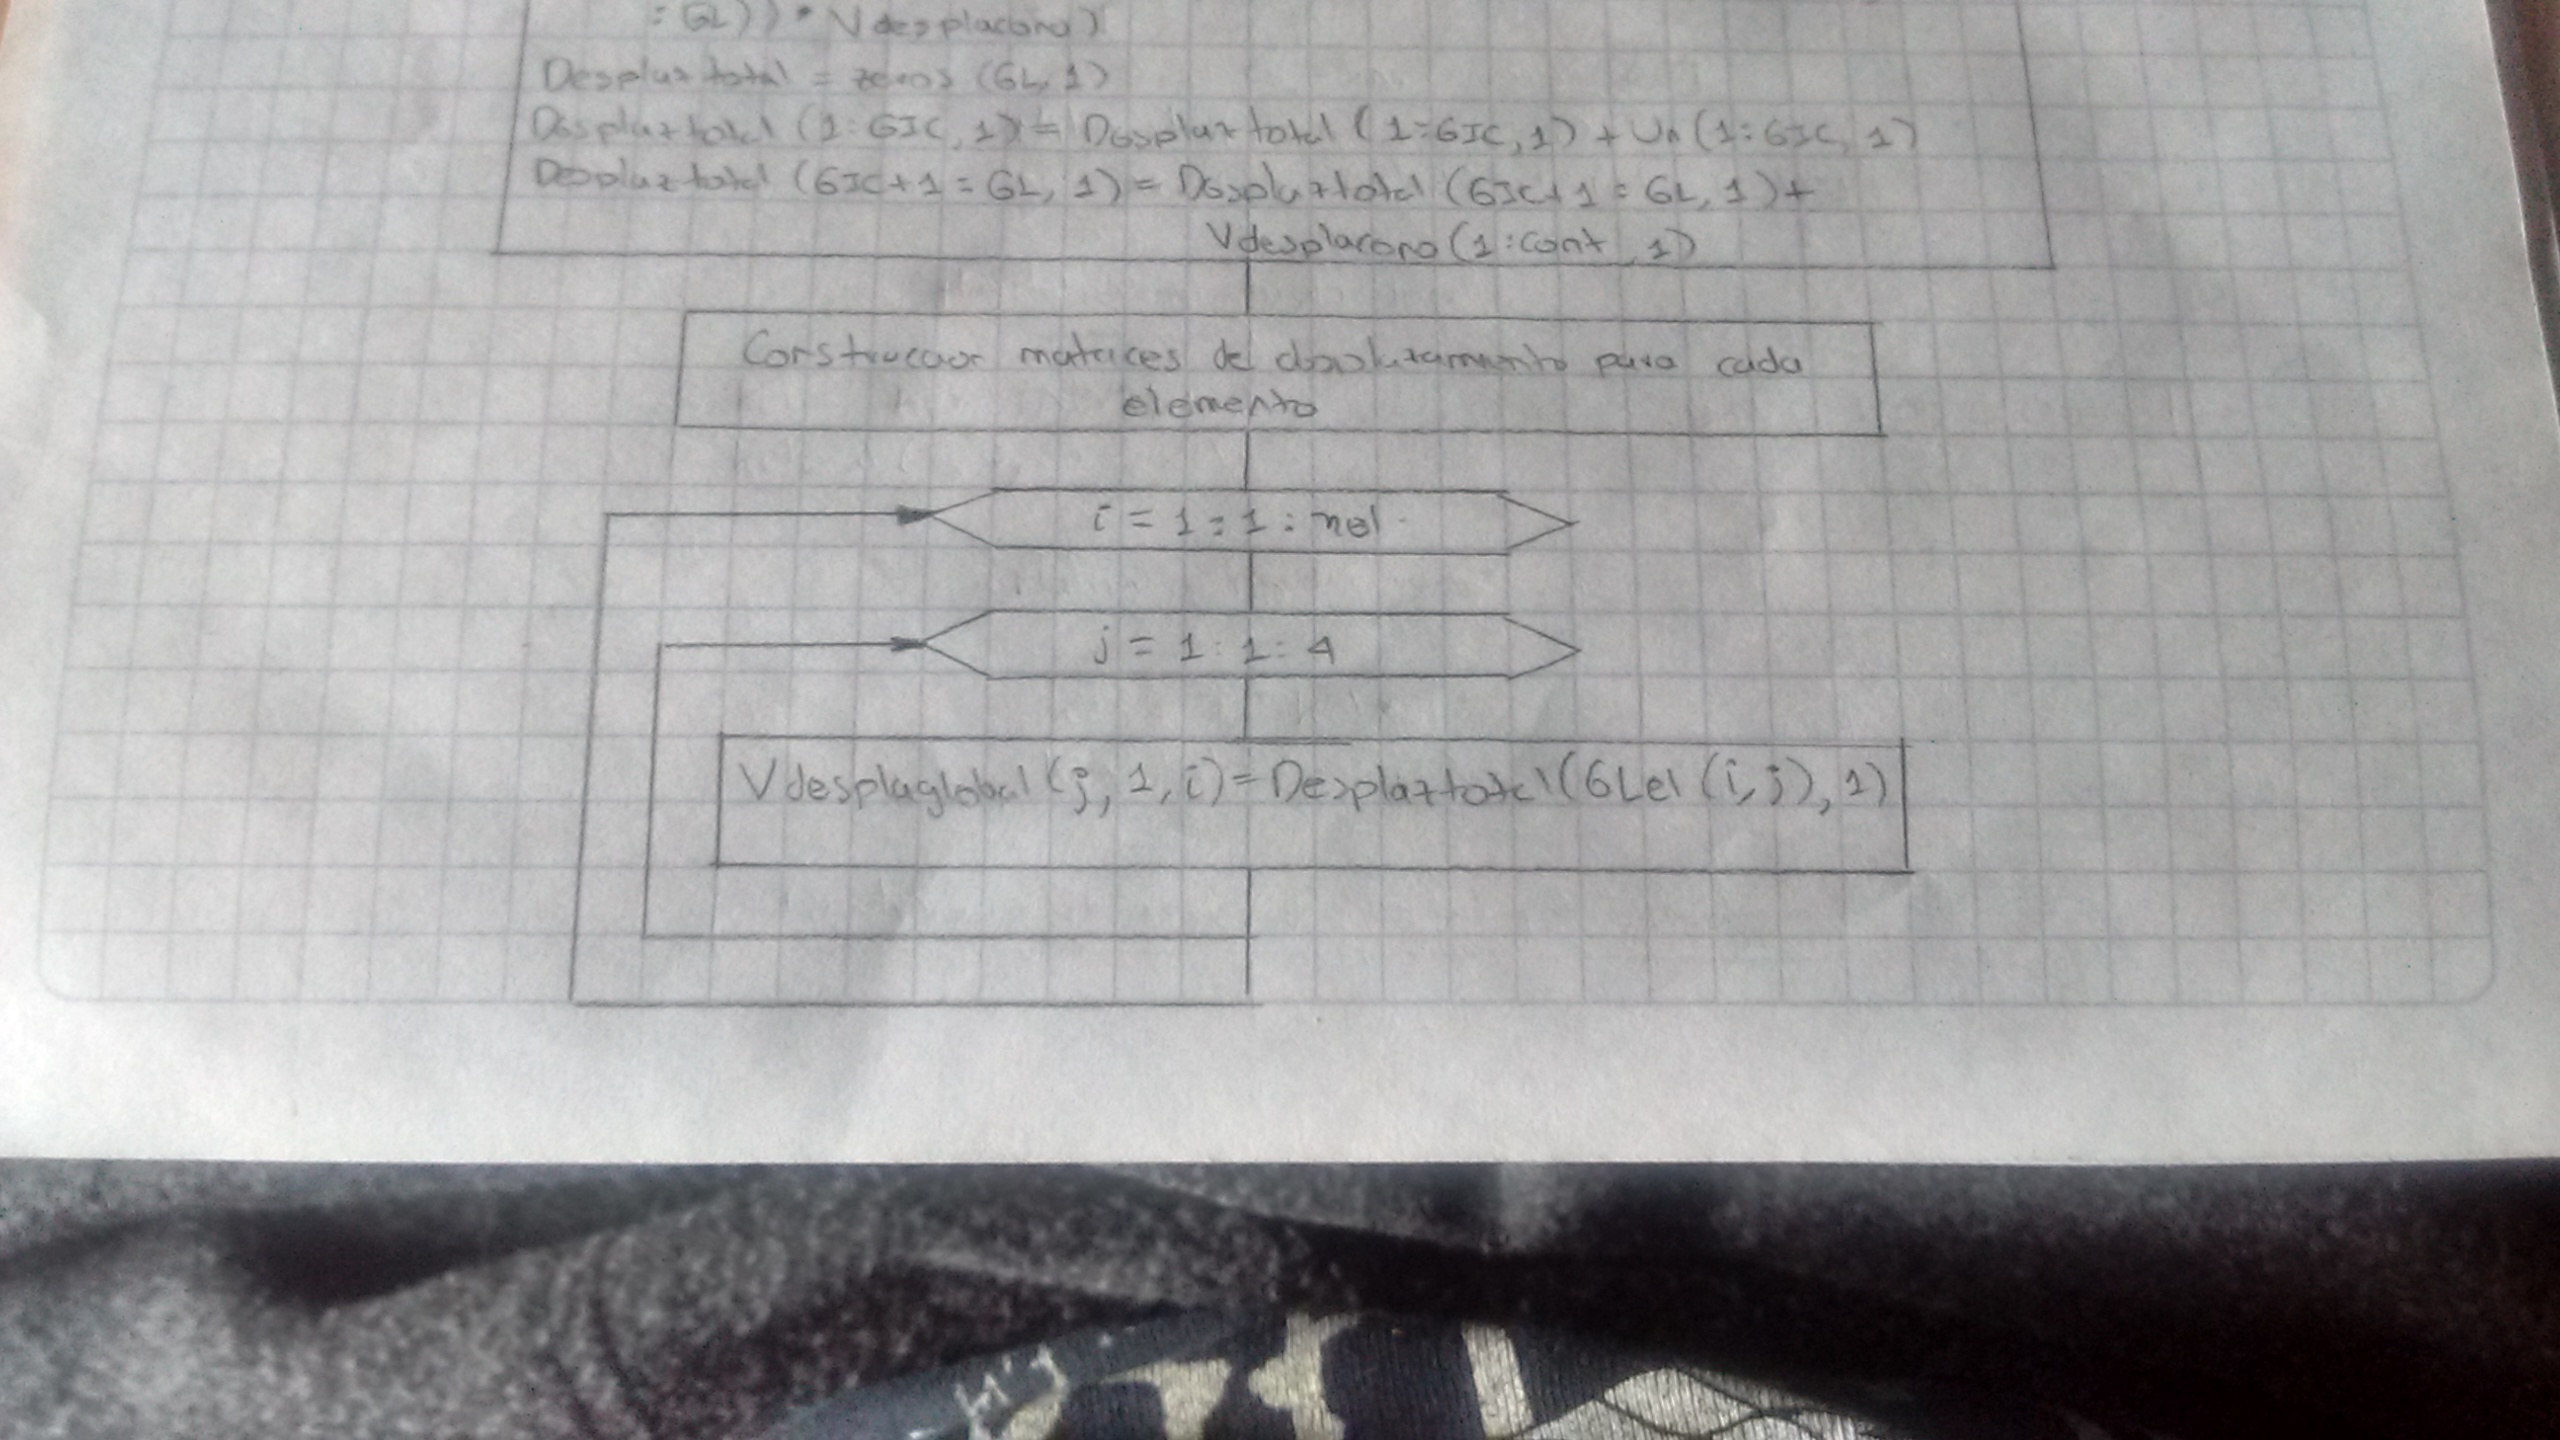 : GL)) * Vdesplacono)
Desplaztotal = zeros (GL, 1)
Desplaztotal (1:GIC, 1) = Desplaztotal (1:GIC, 1) + Un (1:GIC, 1)
Desplaztotal (GIC+1 : GL, 1) = Desplaztotal (GIC+1 : GL, 1) +
Vdesplacono (1:cont, 1)
Construccion matrices de desplazamiento para cada
elemento
i = 1 : 1 : nel
j = 1 : 1 : 4
Vdesplaglobal (j, 1, i) = Desplaztotal (GLel (i, j), 1)